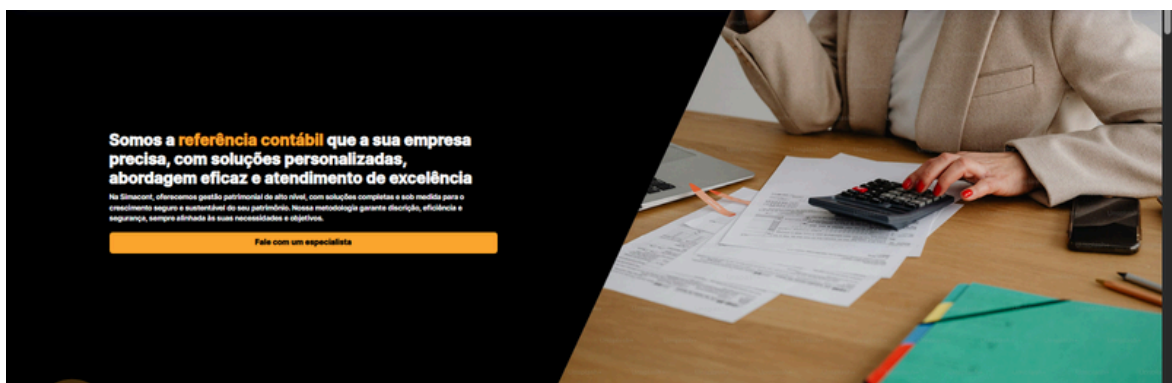 Somos a referência contábil que a sua empresa
precisa, com soluções personalizadas,
abordagem eficaz e atendimento de excelência
Na Simacont, oferecemos gestão patrimonial de alto nível, com soluções completas e sob medida para o
crescimento seguro e sustentável do seu patrimônio. Nossa metodologia garante discrição, eficiência e
segurança, sempre alinhada às suas necessidades e objetivos.
Fale com um especialista